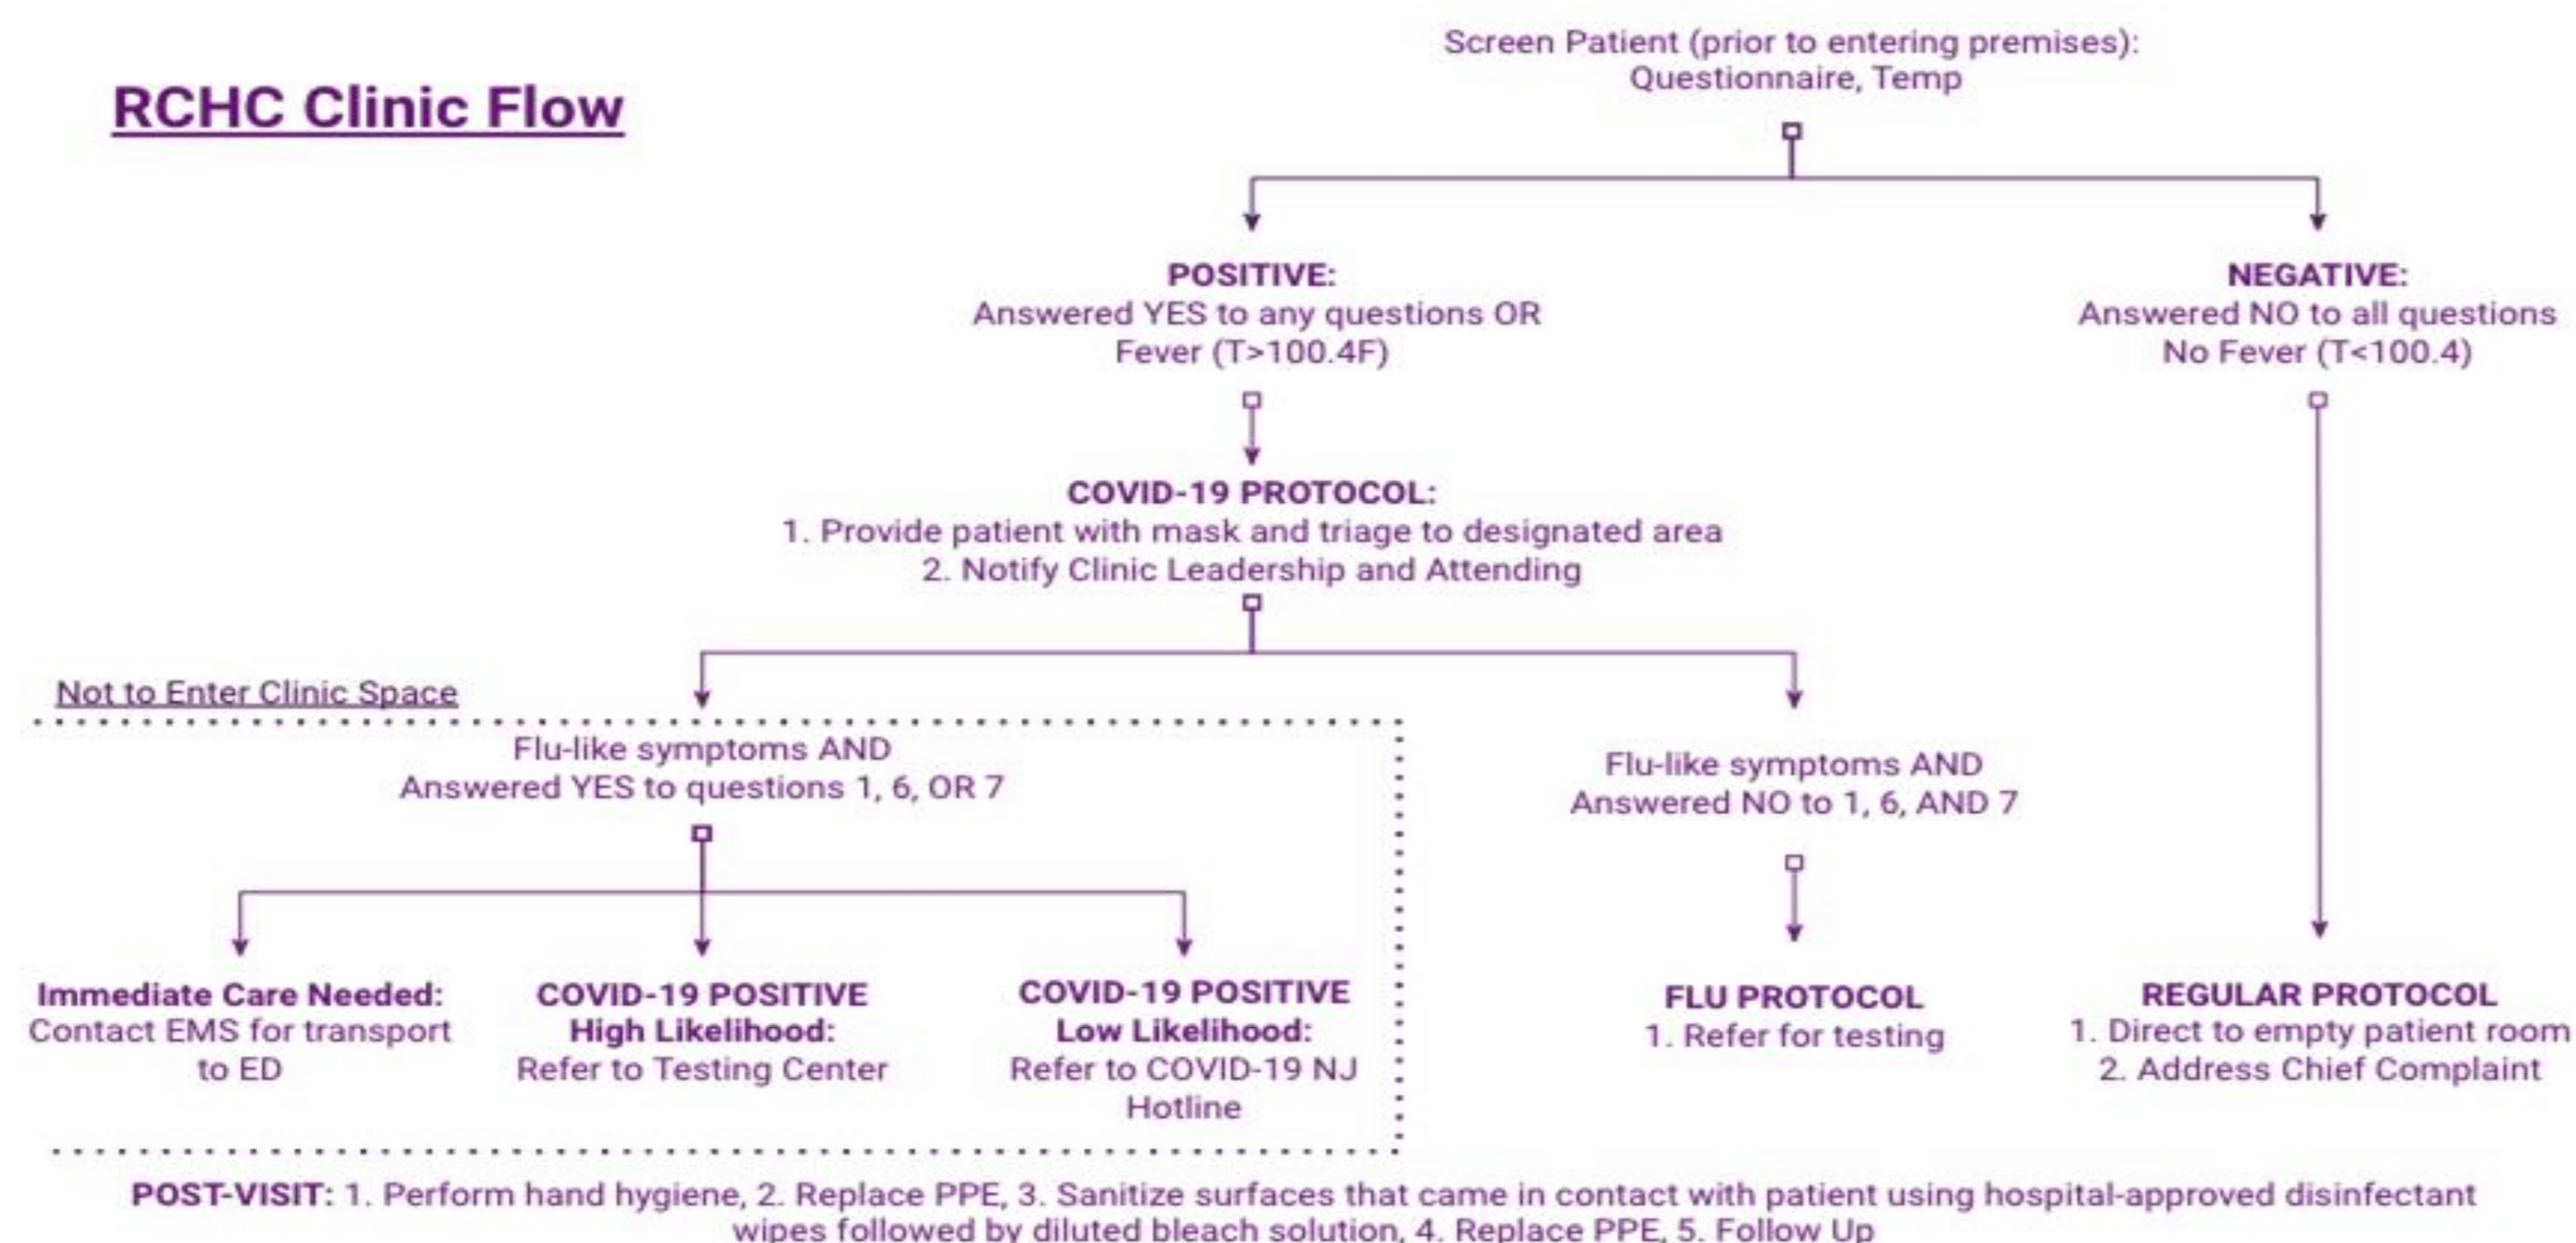 RCHC Clinic Flow
Screen Patient (prior to entering premises):
Questionnaire, Temp
POSITIVE:
Answered YES to any questions OR
Fever (T>100.4F)
NEGATIVE:
Answered NO to all questions
No Fever (T<100.4)
COVID-19 PROTOCOL:
1. Provide patient with mask and triage to designated area
2. Notify Clinic Leadership and Attending
Not to Enter Clinic Space
Flu-like symptoms AND
Answered YES to questions 1, 6, OR 7
Flu-like symptoms AND
Answered NO to 1, 6, AND 7
Immediate Care Needed:
Contact EMS for transport
to ED
COVID-19 POSITIVE
High Likelihood:
Refer to Testing Center
COVID-19 POSITIVE
Low Likelihood:
Refer to COVID-19 NJ
Hotline
FLU PROTOCOL
1. Refer for testing
REGULAR PROTOCOL
1. Direct to empty patient room
2. Address Chief Complaint
POST-VISIT: 1. Perform hand hygiene, 2. Replace PPE, 3. Sanitize surfaces that came in contact with patient using hospital-approved disinfectant
wipes followed by diluted bleach solution, 4. Replace PPE, 5. Follow Up